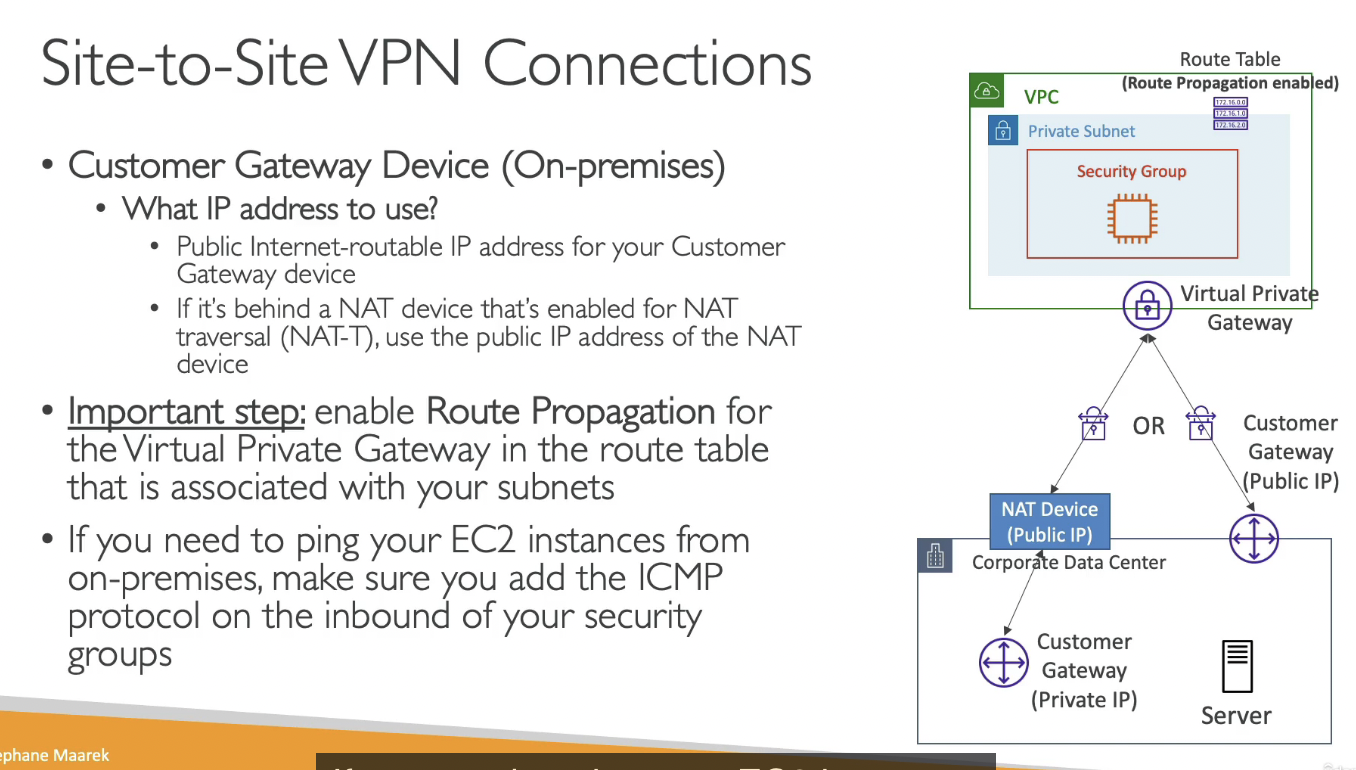 Site-to-Site VPN Connections
• Customer Gateway Device (On-premises)
• What IP address to use?
• Public Internet-routable IP address for your Customer
Gateway device
• If it's behind a NAT device that's enabled for NAT
traversal (NAT-T), use the public IP address of the NAT
device
• Important step: enable Route Propagation for
the Virtual Private Gateway in the route table
that is associated with your subnets
• If you need to ping your EC2 instances from
on-premises, make sure you add the ICMP
protocol on the inbound of your security
groups
Route Table
(Route Propagation enabled)
172.16.0.0
172.16.1.0
172.16.2.0
VPC
Private Subnet
Security Group
Virtual Private
Gateway
OR
Customer
Gateway
(Public IP)
NAT Device
(Public IP)
Corporate Data Center
Customer
Gateway
(Private IP)
Server
ephane Maarek